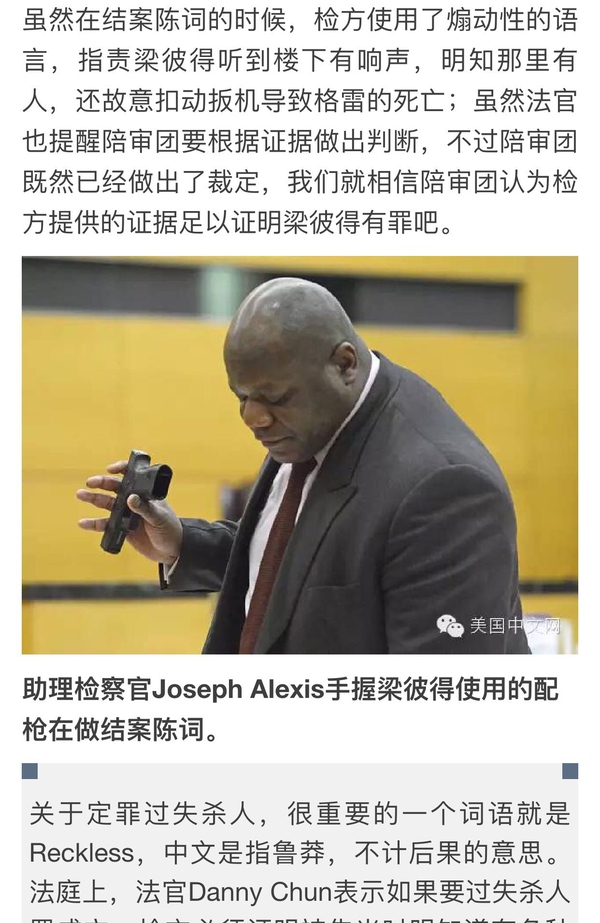 虽然在结案陈词的时候，检方使用了煽动性的语
言，指责梁彼得听到楼下有响声，明知那里有
人，还故意扣动扳机导致格雷的死亡；虽然法官
也提醒陪审团要根据证据做出判断，不过陪审团
既然已经做出了裁定，我们就相信陪审团认为检
方提供的证据足以证明梁彼得有罪吧。
美国中文网
助理检察官Joseph Alexis手握梁彼得使用的配
枪在做结案陈词。
关于定罪过失杀人，很重要的一个词语就是
Reckless，中文是指鲁莽，不计后果的意思。
法庭上，法官Danny Chun表示如果要过失杀人